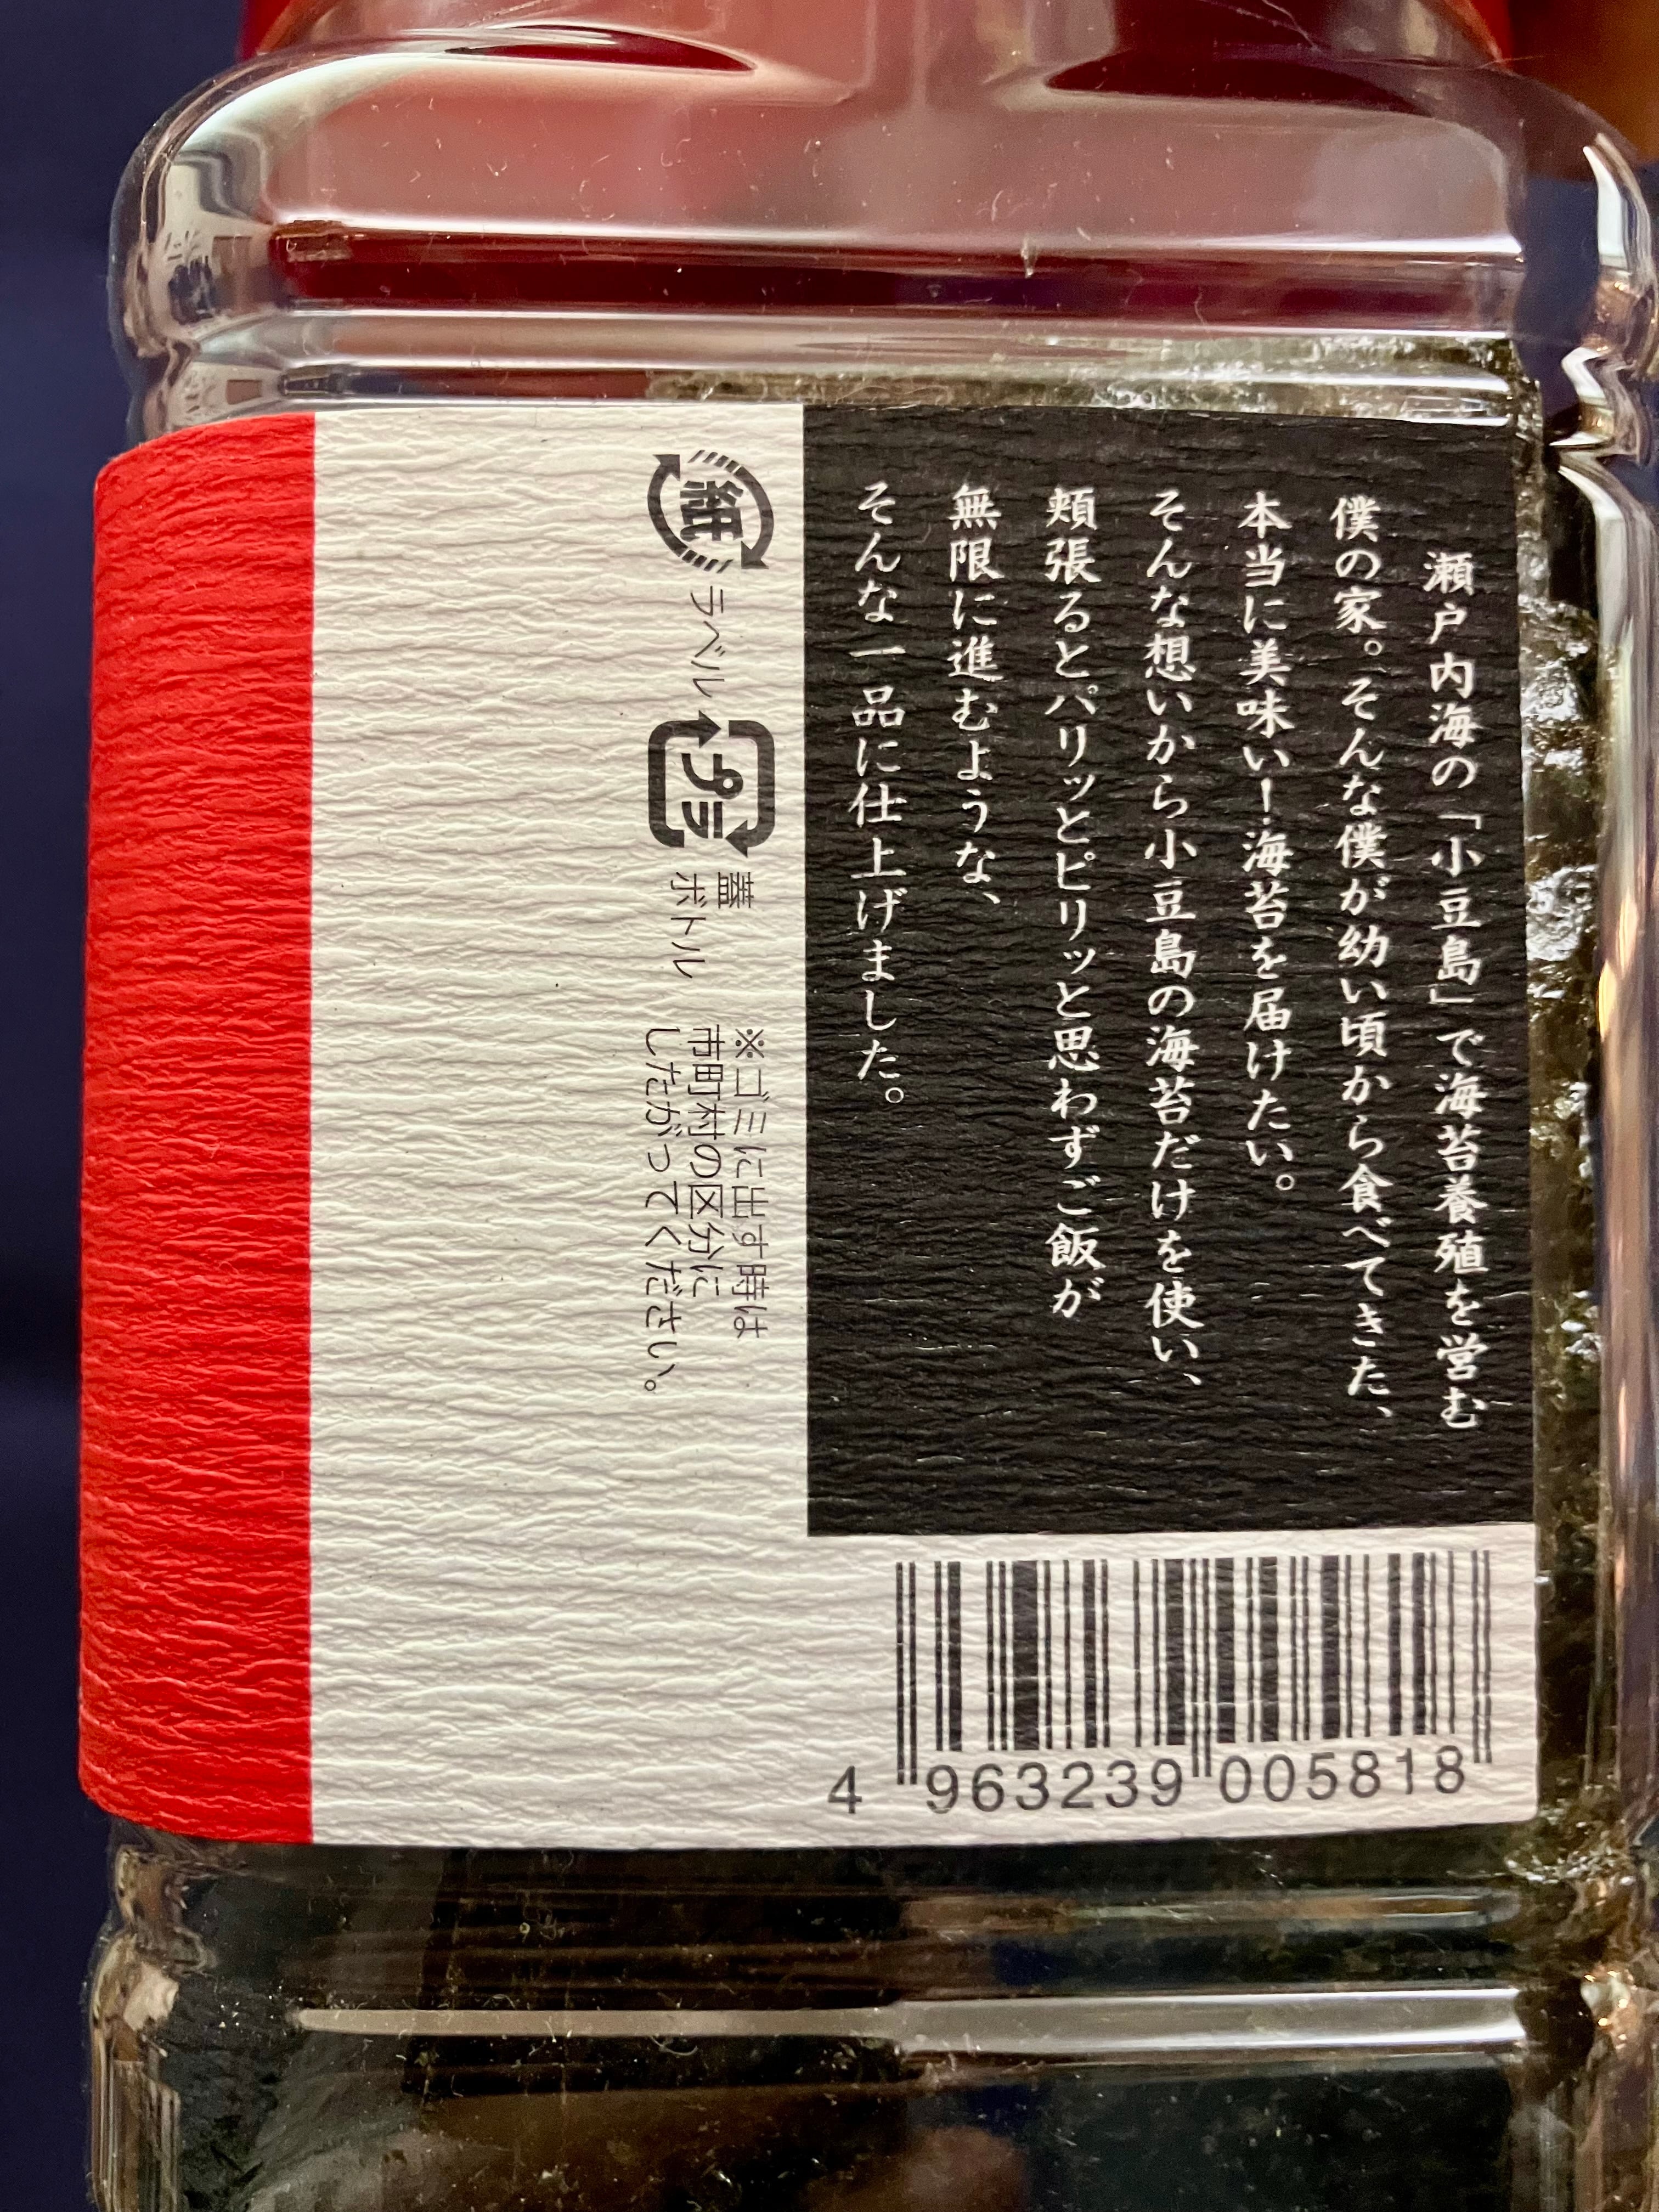 瀬戸内海の「小豆島」で海苔養殖を営む
僕の家。そんな僕が幼い頃から食べてきた、
本当に美味い！海苔を届けたい。
そんな想いから小豆島の海苔だけを使い、
頬張るとパリッとピリッと思わずご飯が
無限に進むような、
そんな一品に仕上げました。
紙
ラベル
プラ
蓋
ボトル
※ゴミに出す時は
市町村の区分に
したがってください。
4 963239 005818